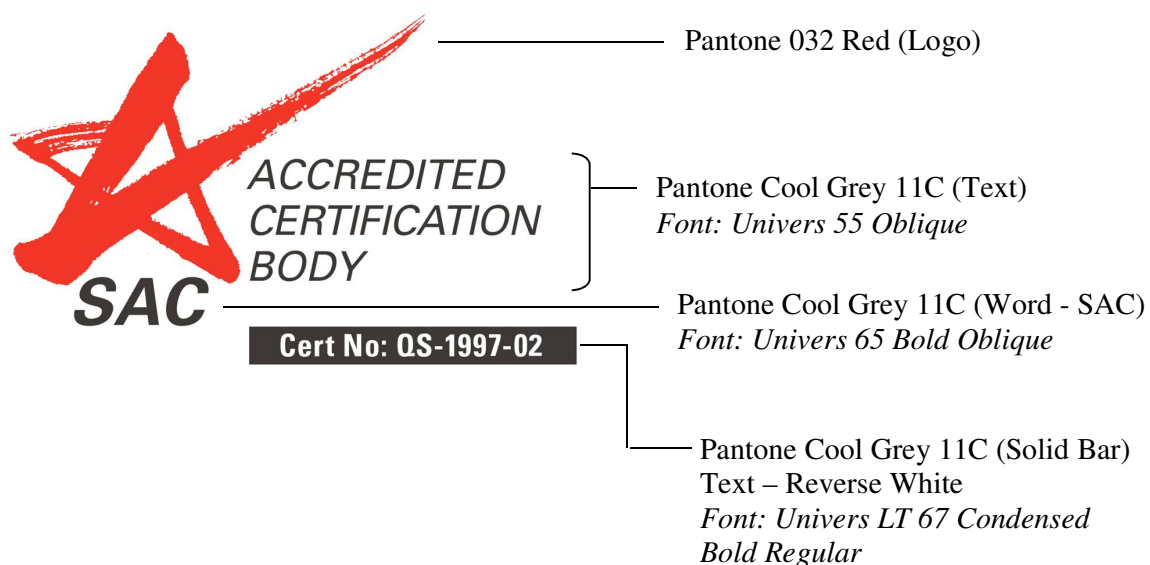 Pantone 032 Red (Logo)
ACCREDITED
CERTIFICATION
BODY
Pantone Cool Grey 11C (Text)
Font: Univers 55 Oblique
SAC
Pantone Cool Grey 11C (Word - SAC)
Font: Univers 65 Bold Oblique
Cert No: QS-1997-02
Pantone Cool Grey 11C (Solid Bar)
Text – Reverse White
Font: Univers LT 67 Condensed
Bold Regular